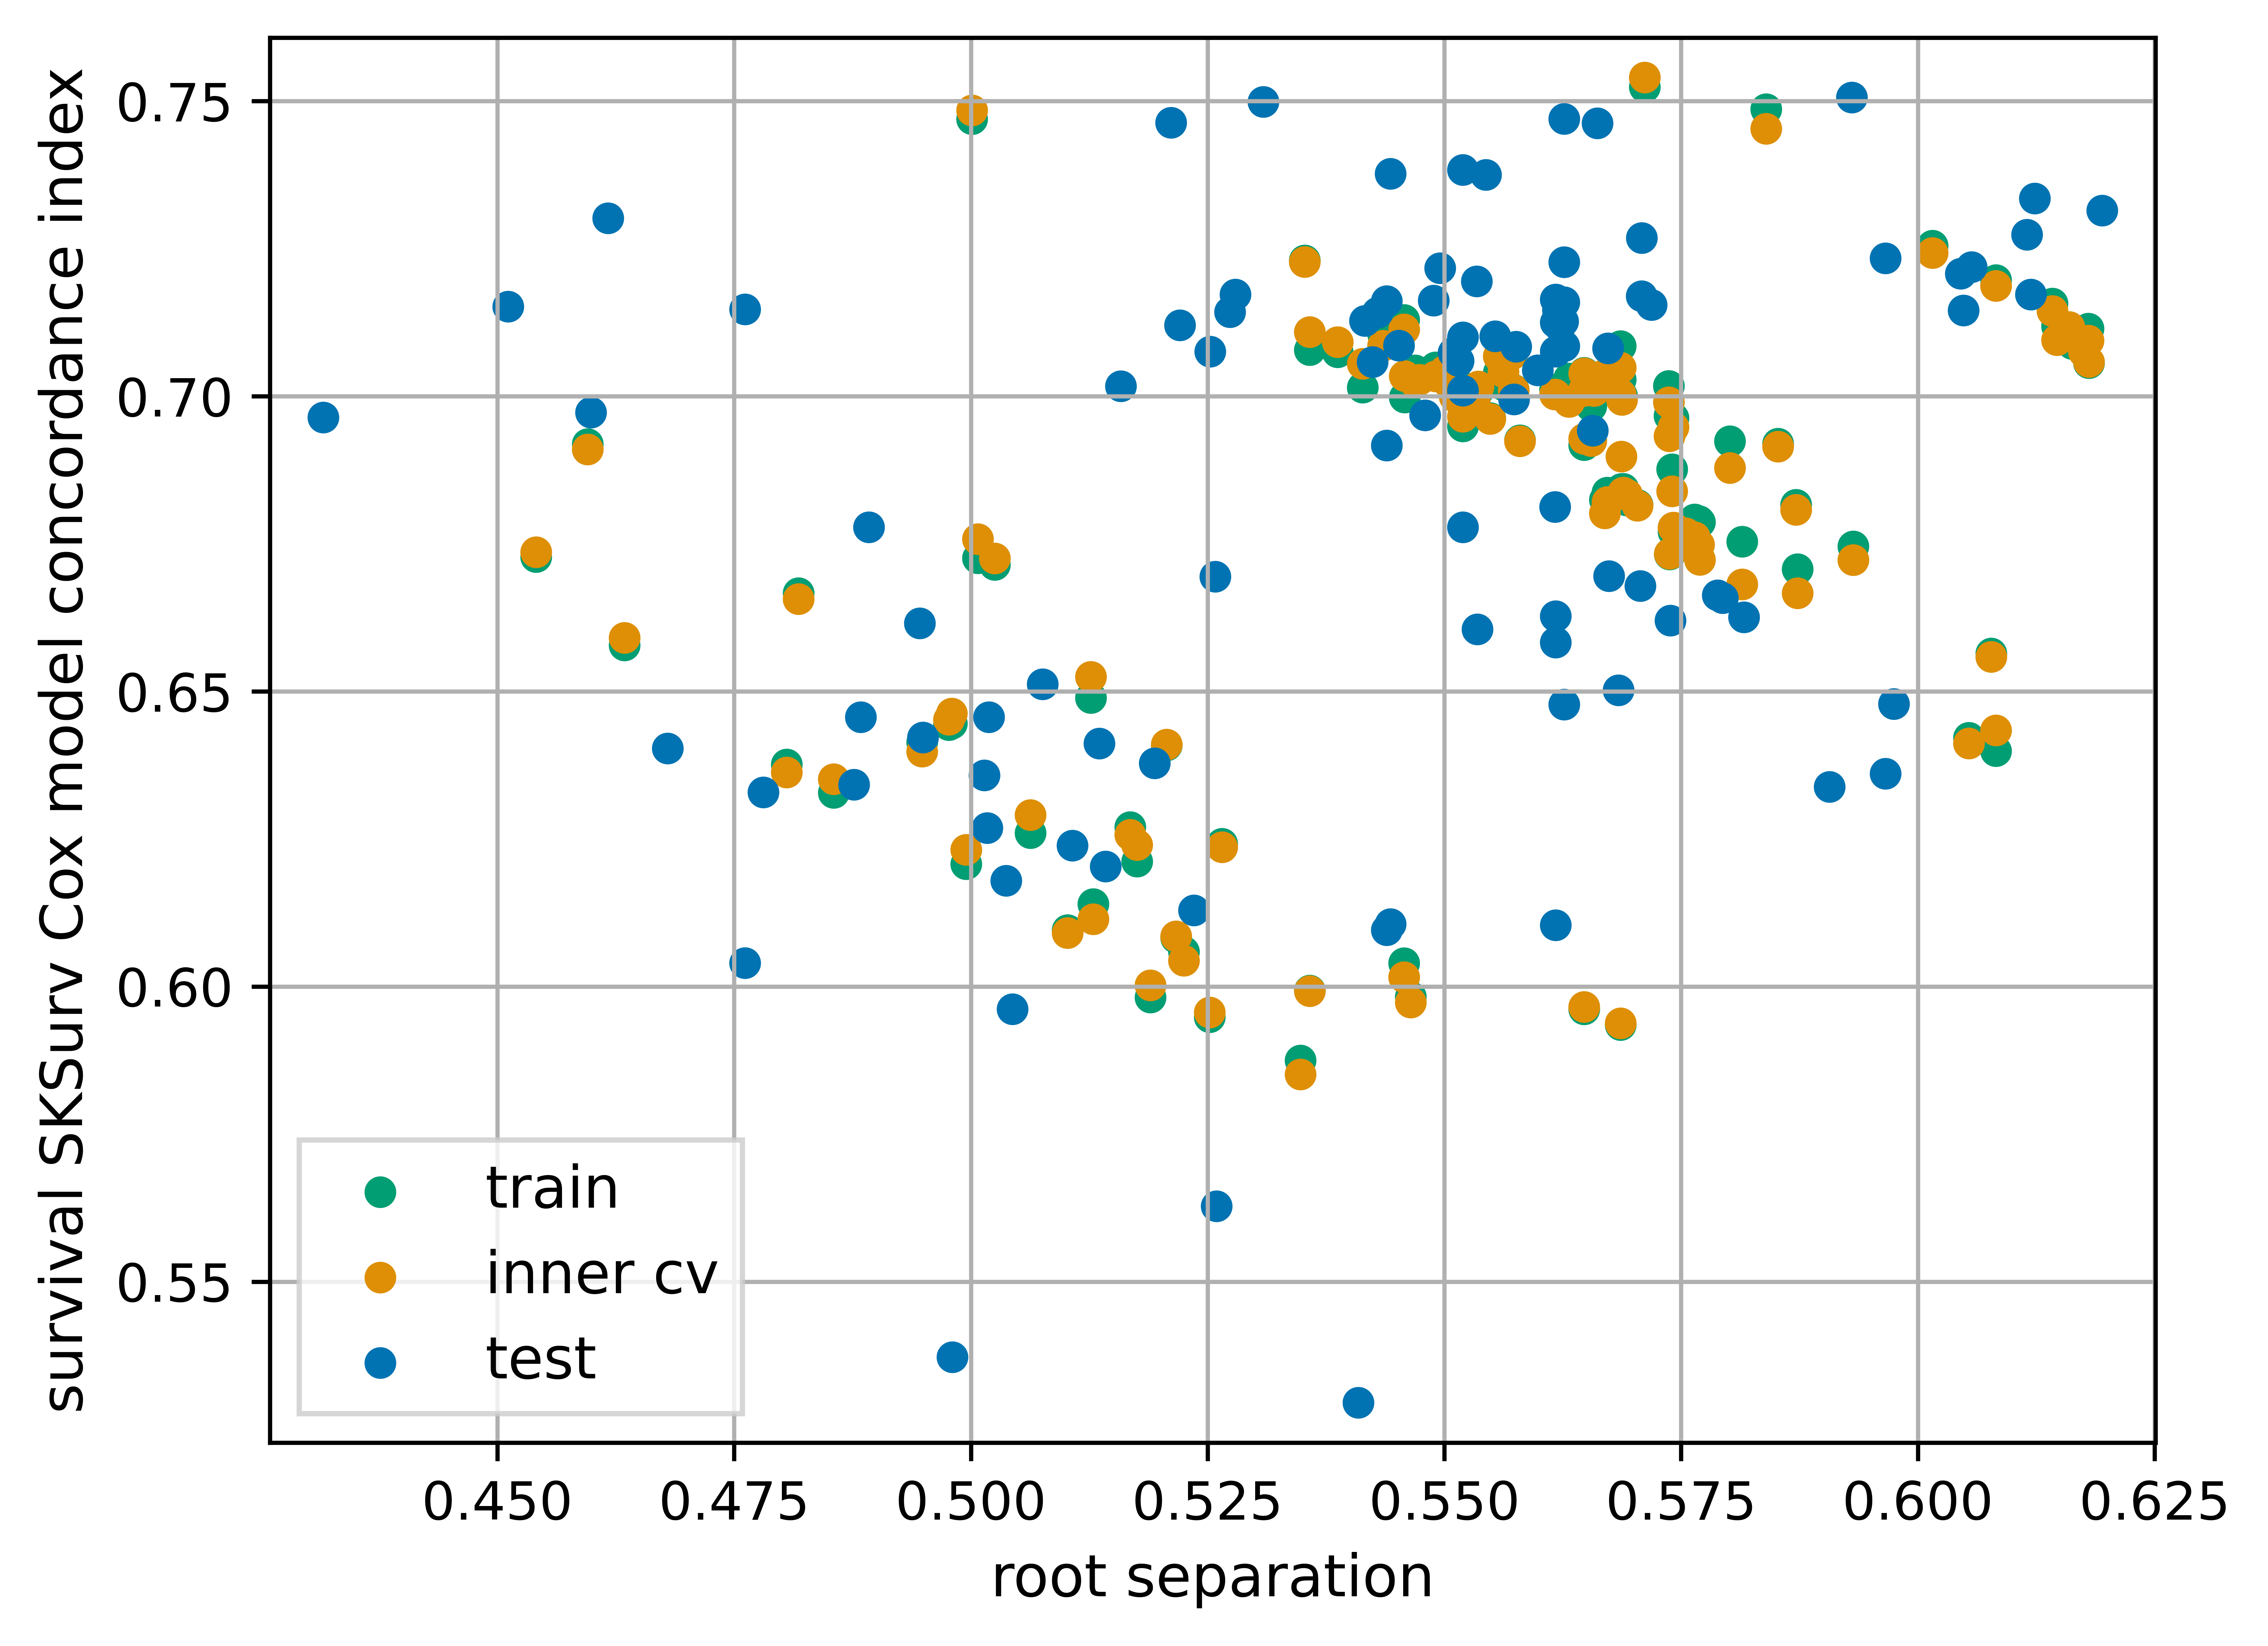 survival SKSurv Cox model concordance index
0.75
0.70
0.65
0.60
0.55
train
inner cv
test
0.450 0.475 0.500 0.525 0.550 0.575 0.600 0.625
root separation